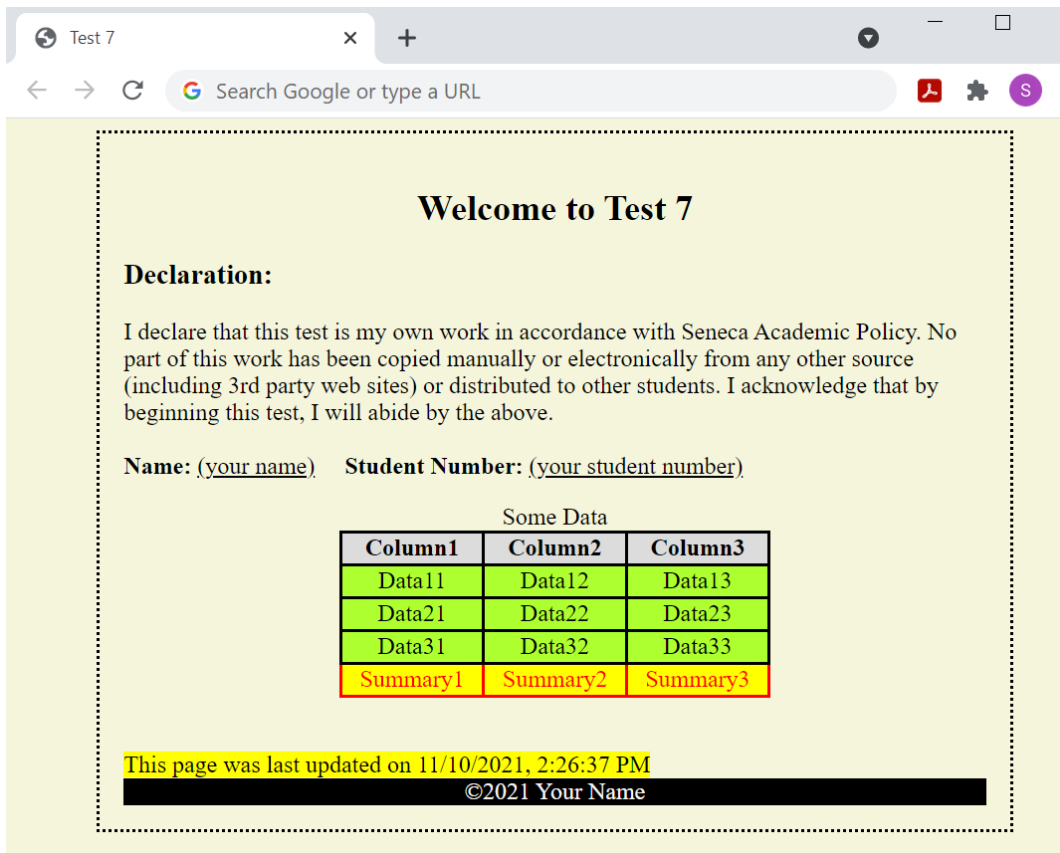 Test 7
Search Google or type a URL
S
Welcome to Test 7
Declaration:
I declare that this test is my own work in accordance with Seneca Academic Policy. No
part of this work has been copied manually or electronically from any other source
(including 3rd party web sites) or distributed to other students. I acknowledge that by
beginning this test, I will abide by the above.
Name: (your name) Student Number: (your student number)
Some Data
Column1 Column2 Column3
Data11 Data12 Data13
Data21 Data22 Data23
Data31 Data32 Data33
Summary1 Summary2 Summary3
This page was last updated on 11/10/2021, 2:26:37 PM
©2021 Your Name